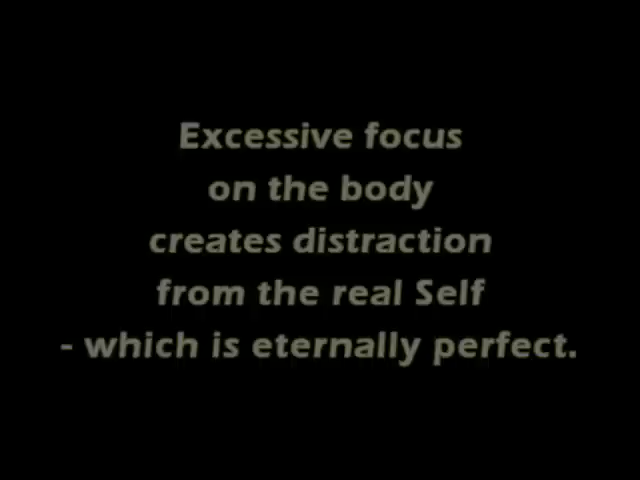 Excessive focus
on the body
creates distraction
from the real Self
- which is eternally perfect.